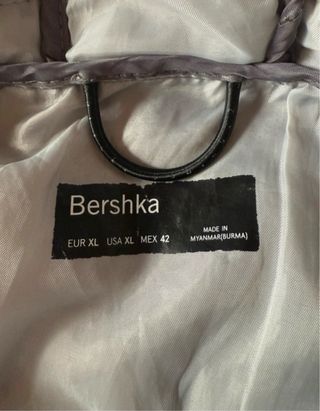 Bershka
EUR XL USA XL MEX 42
MADE IN
MYANMAR(BURMA)